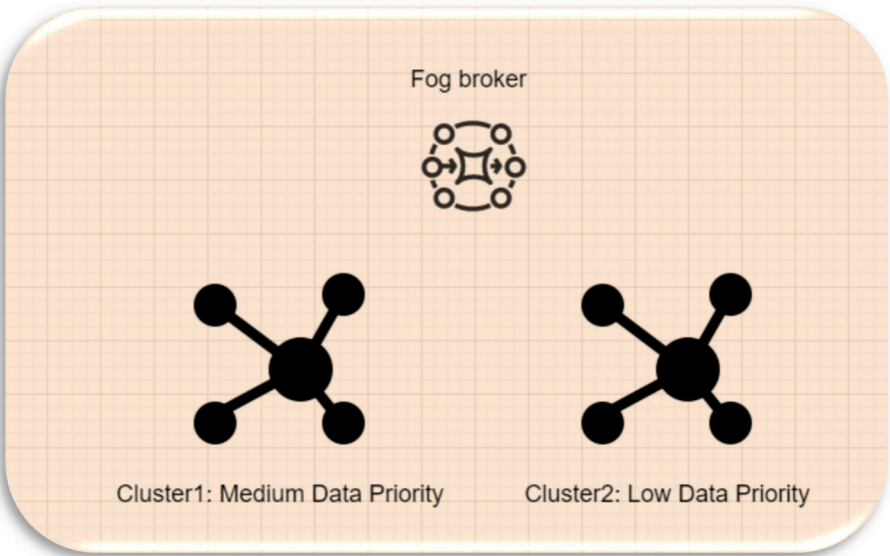 Fog broker
Cluster1: Medium Data Priority
Cluster2: Low Data Priority